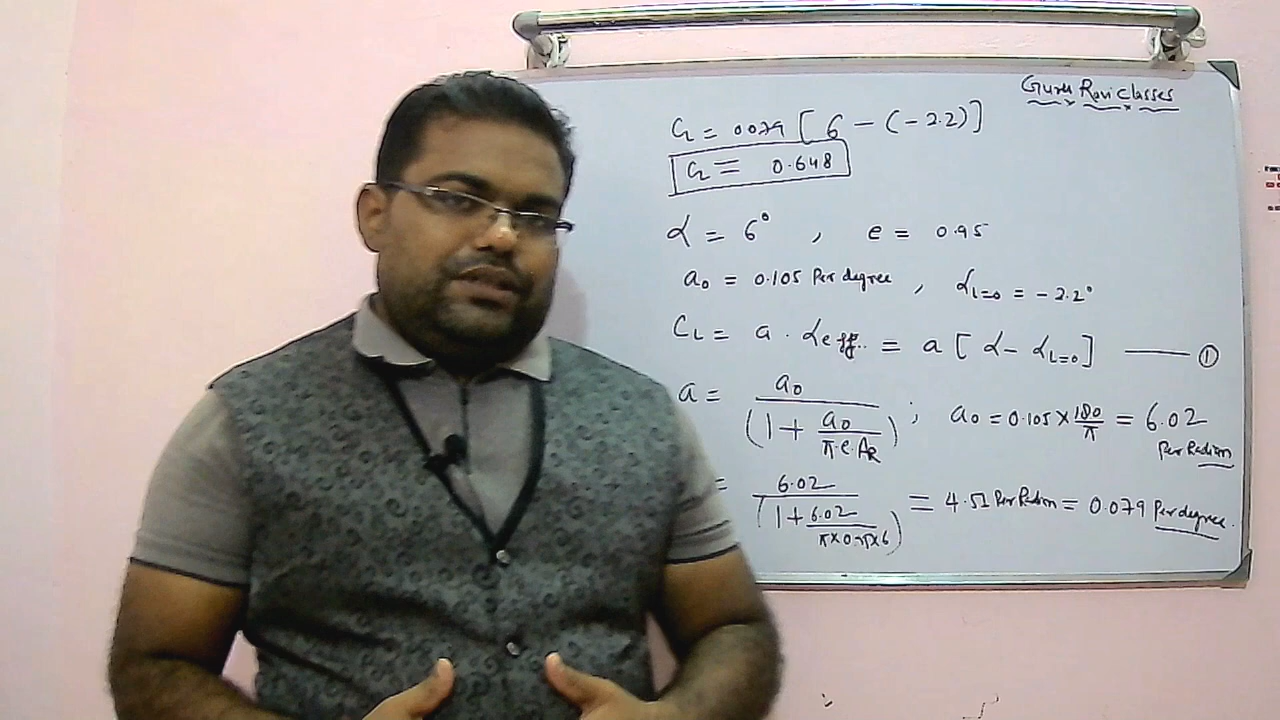 Guru Ravi Classes
CL = 0.079 [ 6 - (-2.2)]
CL = 0.648
α = 6° , e = 0.95
a₀ = 0.105 Per degree , αL=0 = -2.2°
CL = a . αeff. = a [ α - αL=0 ] —— ①
a = a₀ / (1 + a₀ / π.e.AR) ; a₀ = 0.105 × 180/π = 6.02 Per Radian
= 6.02 / (1 + 6.02 / π×0.95×6) = 4.51 Per Radian = 0.079 Per degree.